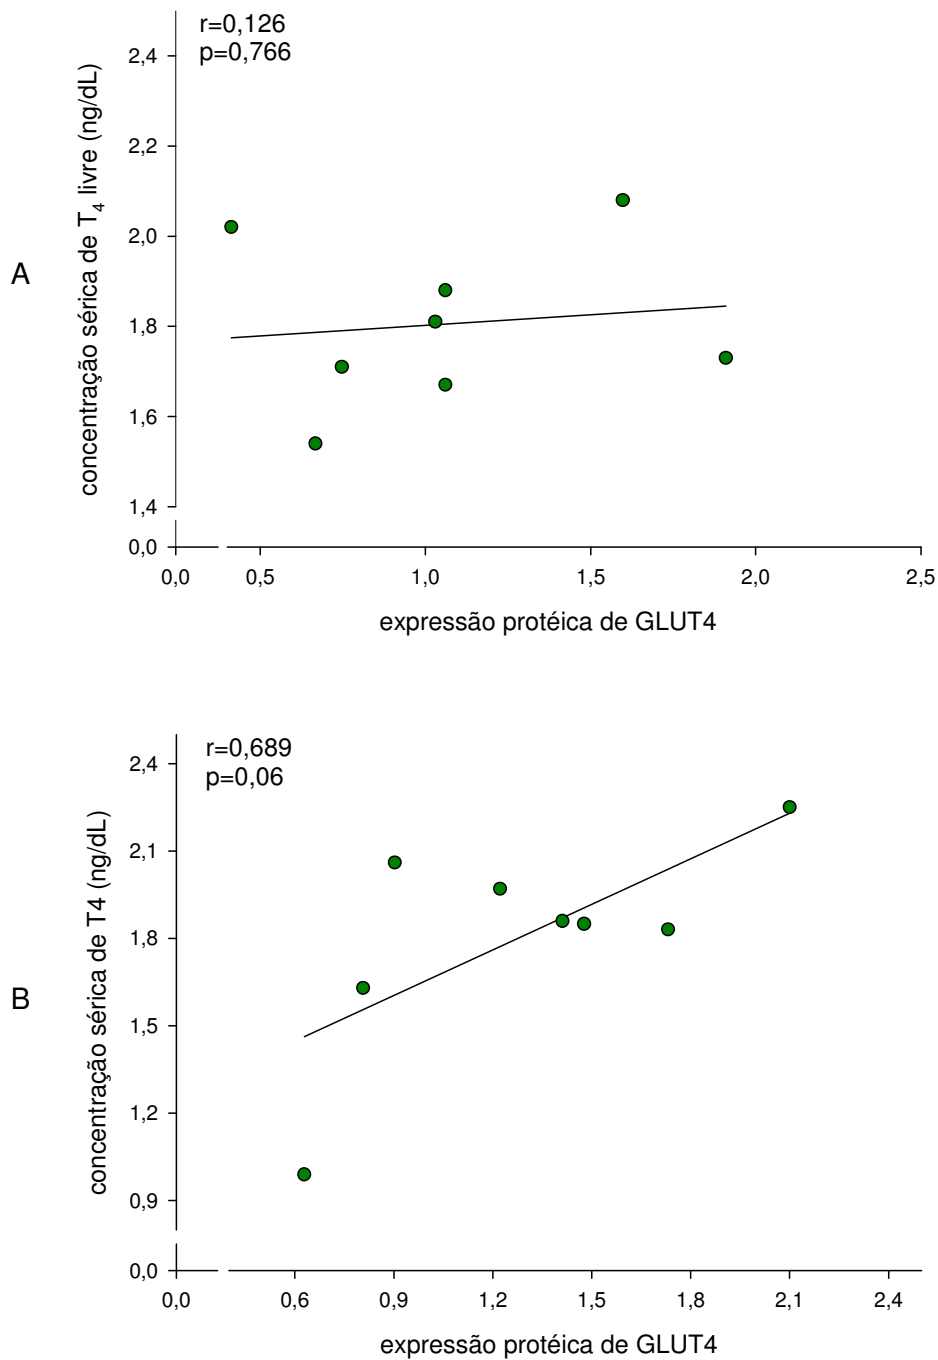 r=0,126
p=0,766
2,4
2,2
2,0
1,8
1,6
1,4
0,0
concentração sérica de T4 livre (ng/dL)
A
0,0 0,5 1,0 1,5 2,0 2,5
expressão protéica de GLUT4
r=0,689
p=0,06
2,4
2,1
1,8
1,5
1,2
0,9
0,0
concentração sérica de T4 (ng/dL)
B
0,0 0,6 0,9 1,2 1,5 1,8 2,1 2,4
expressão protéica de GLUT4